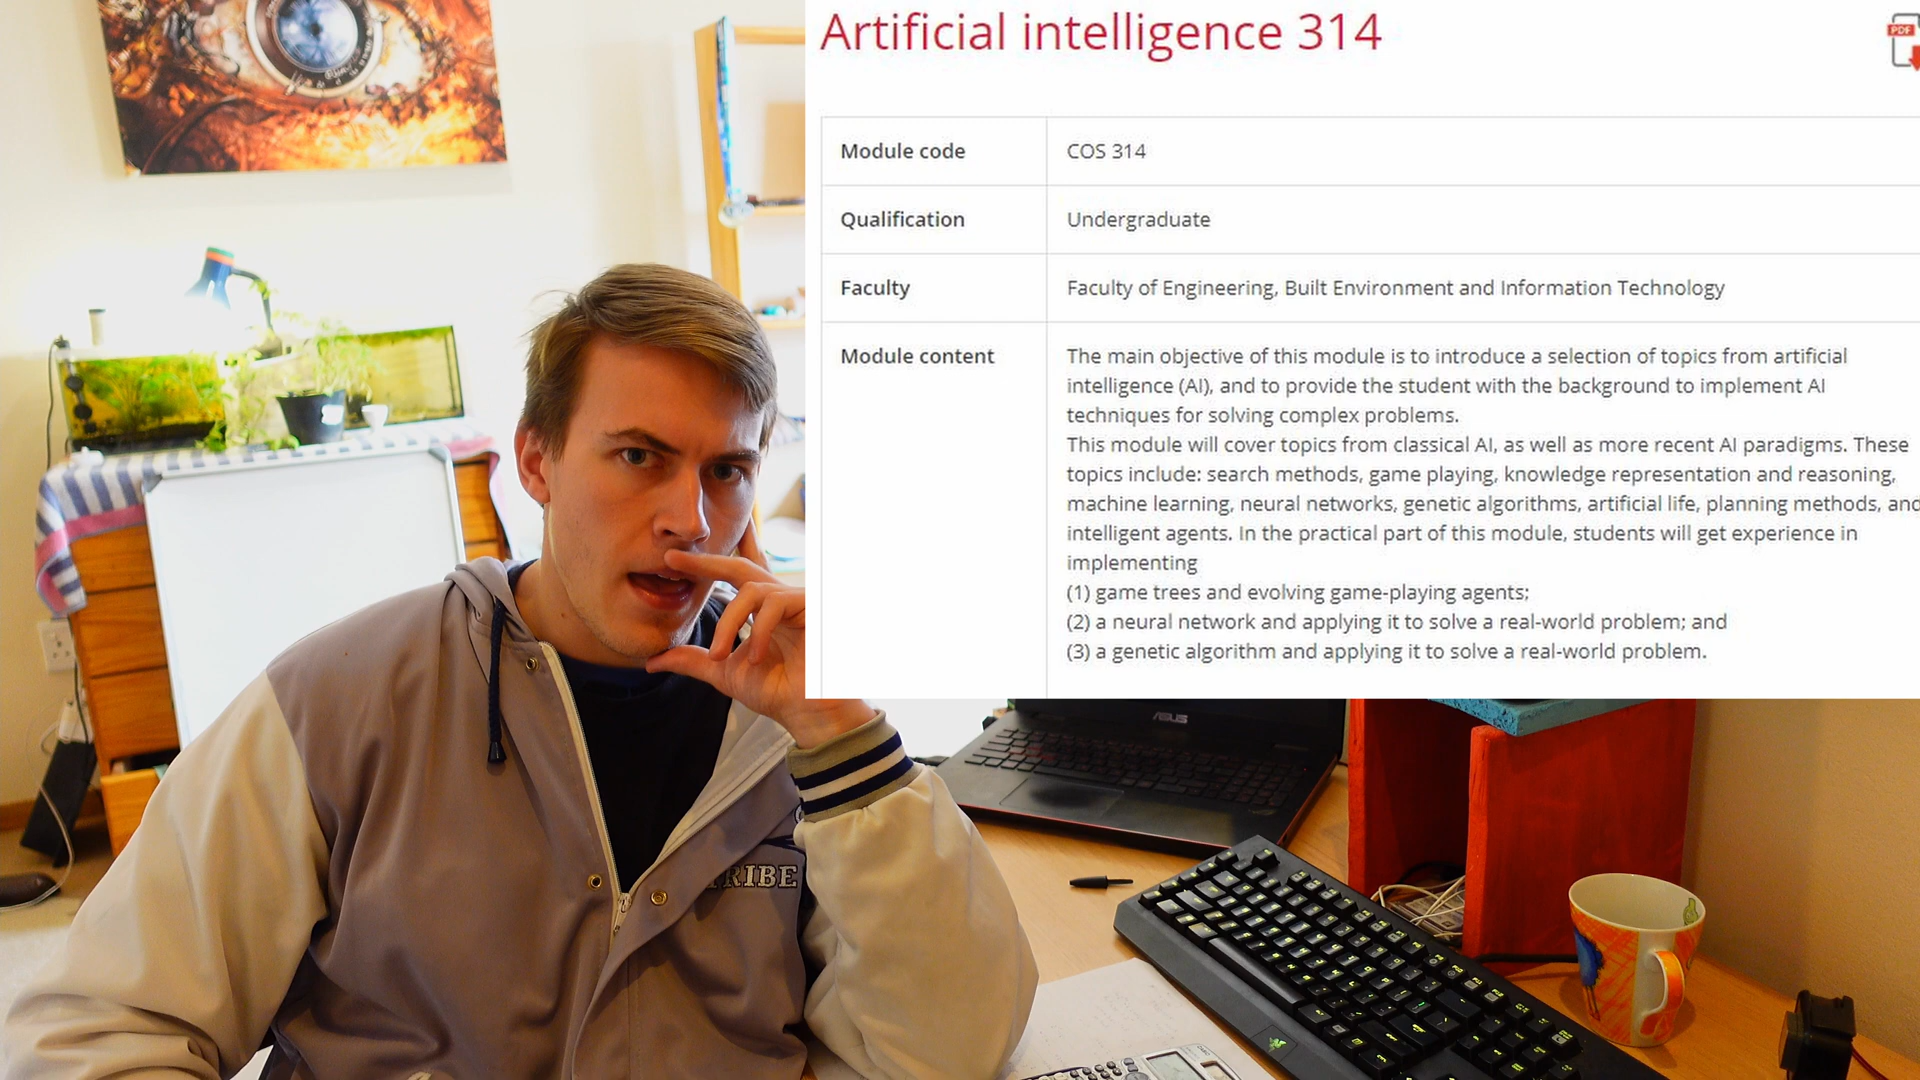 Artificial intelligence 314
PDF
Module code
COS 314
Qualification
Undergraduate
Faculty
Faculty of Engineering, Built Environment and Information Technology
Module content
The main objective of this module is to introduce a selection of topics from artificial
intelligence (AI), and to provide the student with the background to implement AI
techniques for solving complex problems.
This module will cover topics from classical AI, as well as more recent AI paradigms. These
topics include: search methods, game playing, knowledge representation and reasoning,
machine learning, neural networks, genetic algorithms, artificial life, planning methods, and
intelligent agents. In the practical part of this module, students will get experience in
implementing
(1) game trees and evolving game-playing agents;
(2) a neural network and applying it to solve a real-world problem; and
(3) a genetic algorithm and applying it to solve a real-world problem.
ASUS
RIBE